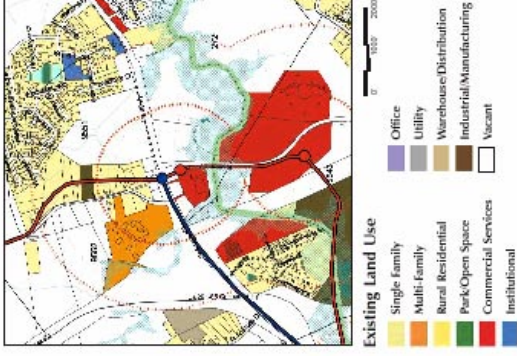 Existing Land Use
Single Family
Multi-Family
Rural Residential
Park/Open Space
Commercial Services
Institutional
Office
Utility
Warehouse/Distribution
Industrial/Manufacturing
Vacant
0
1000'
2000'